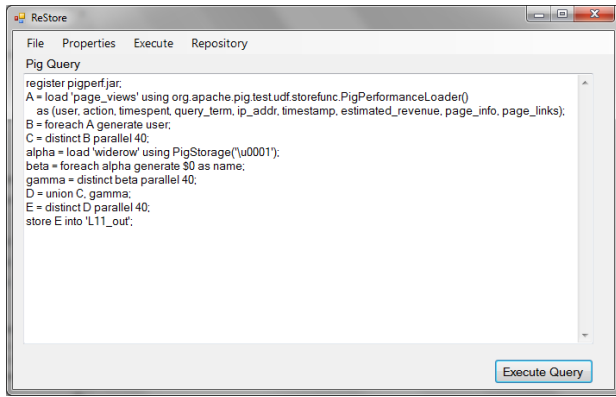 ReStore
File Properties Execute Repository
Pig Query
register pigperf.jar;
A = load 'page_views' using org.apache.pig.test.udf.storefunc.PigPerformanceLoader()
as (user, action, timespent, query_term, ip_addr, timestamp, estimated_revenue, page_info, page_links);
B = foreach A generate user;
C = distinct B parallel 40;
alpha = load 'widerow' using PigStorage('\u0001');
beta = foreach alpha generate $0 as name;
gamma = distinct beta parallel 40;
D = union C, gamma;
E = distinct D parallel 40;
store E into 'L11_out';
Execute Query